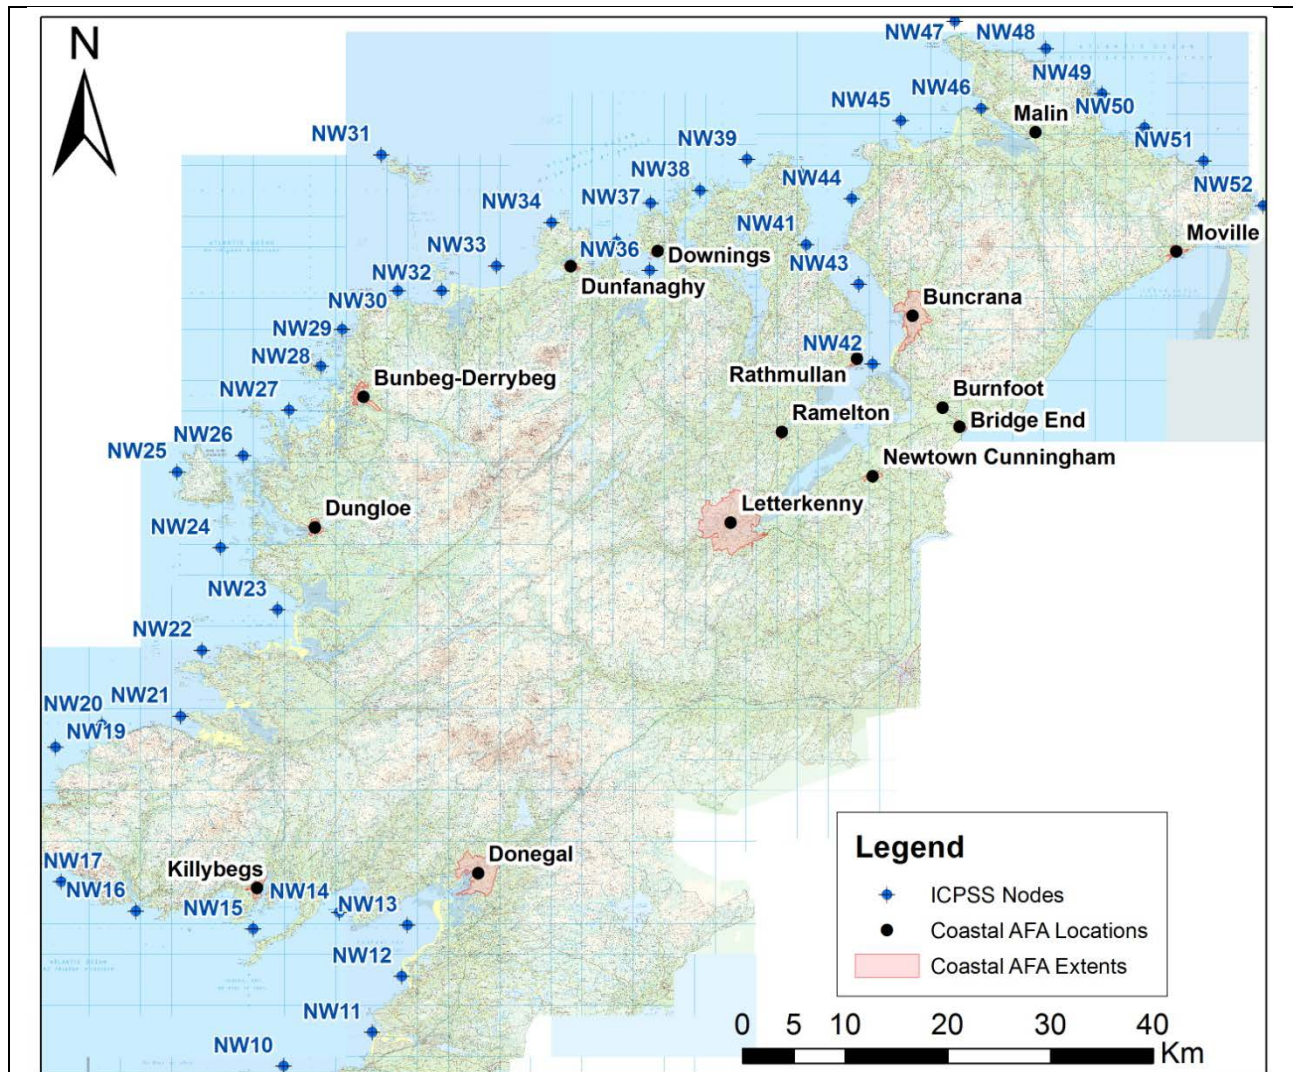 N
NW47
NW48
NW49
NW46
NW50
NW45
Malin
NW51
NW31
NW39
NW52
NW38
NW44
NW37
NW34
NW41
Moville
NW33
NW36
Downings
NW43
Dunfanaghy
NW32
NW30
Buncrana
NW29
NW42
NW28
Rathmullan
Bunbeg-Derrybeg
Burnfoot
NW27
Ramelton
Bridge End
NW26
NW25
Newtown Cunningham
Letterkenny
Dungloe
NW24
NW23
NW22
NW21
NW20
NW19
Donegal
NW17
Killybegs
NW14
NW16
NW13
NW15
NW12
NW11
NW10
Legend
ICPSS Nodes
Coastal AFA Locations
Coastal AFA Extents
0 5 10 20 30 40
Km